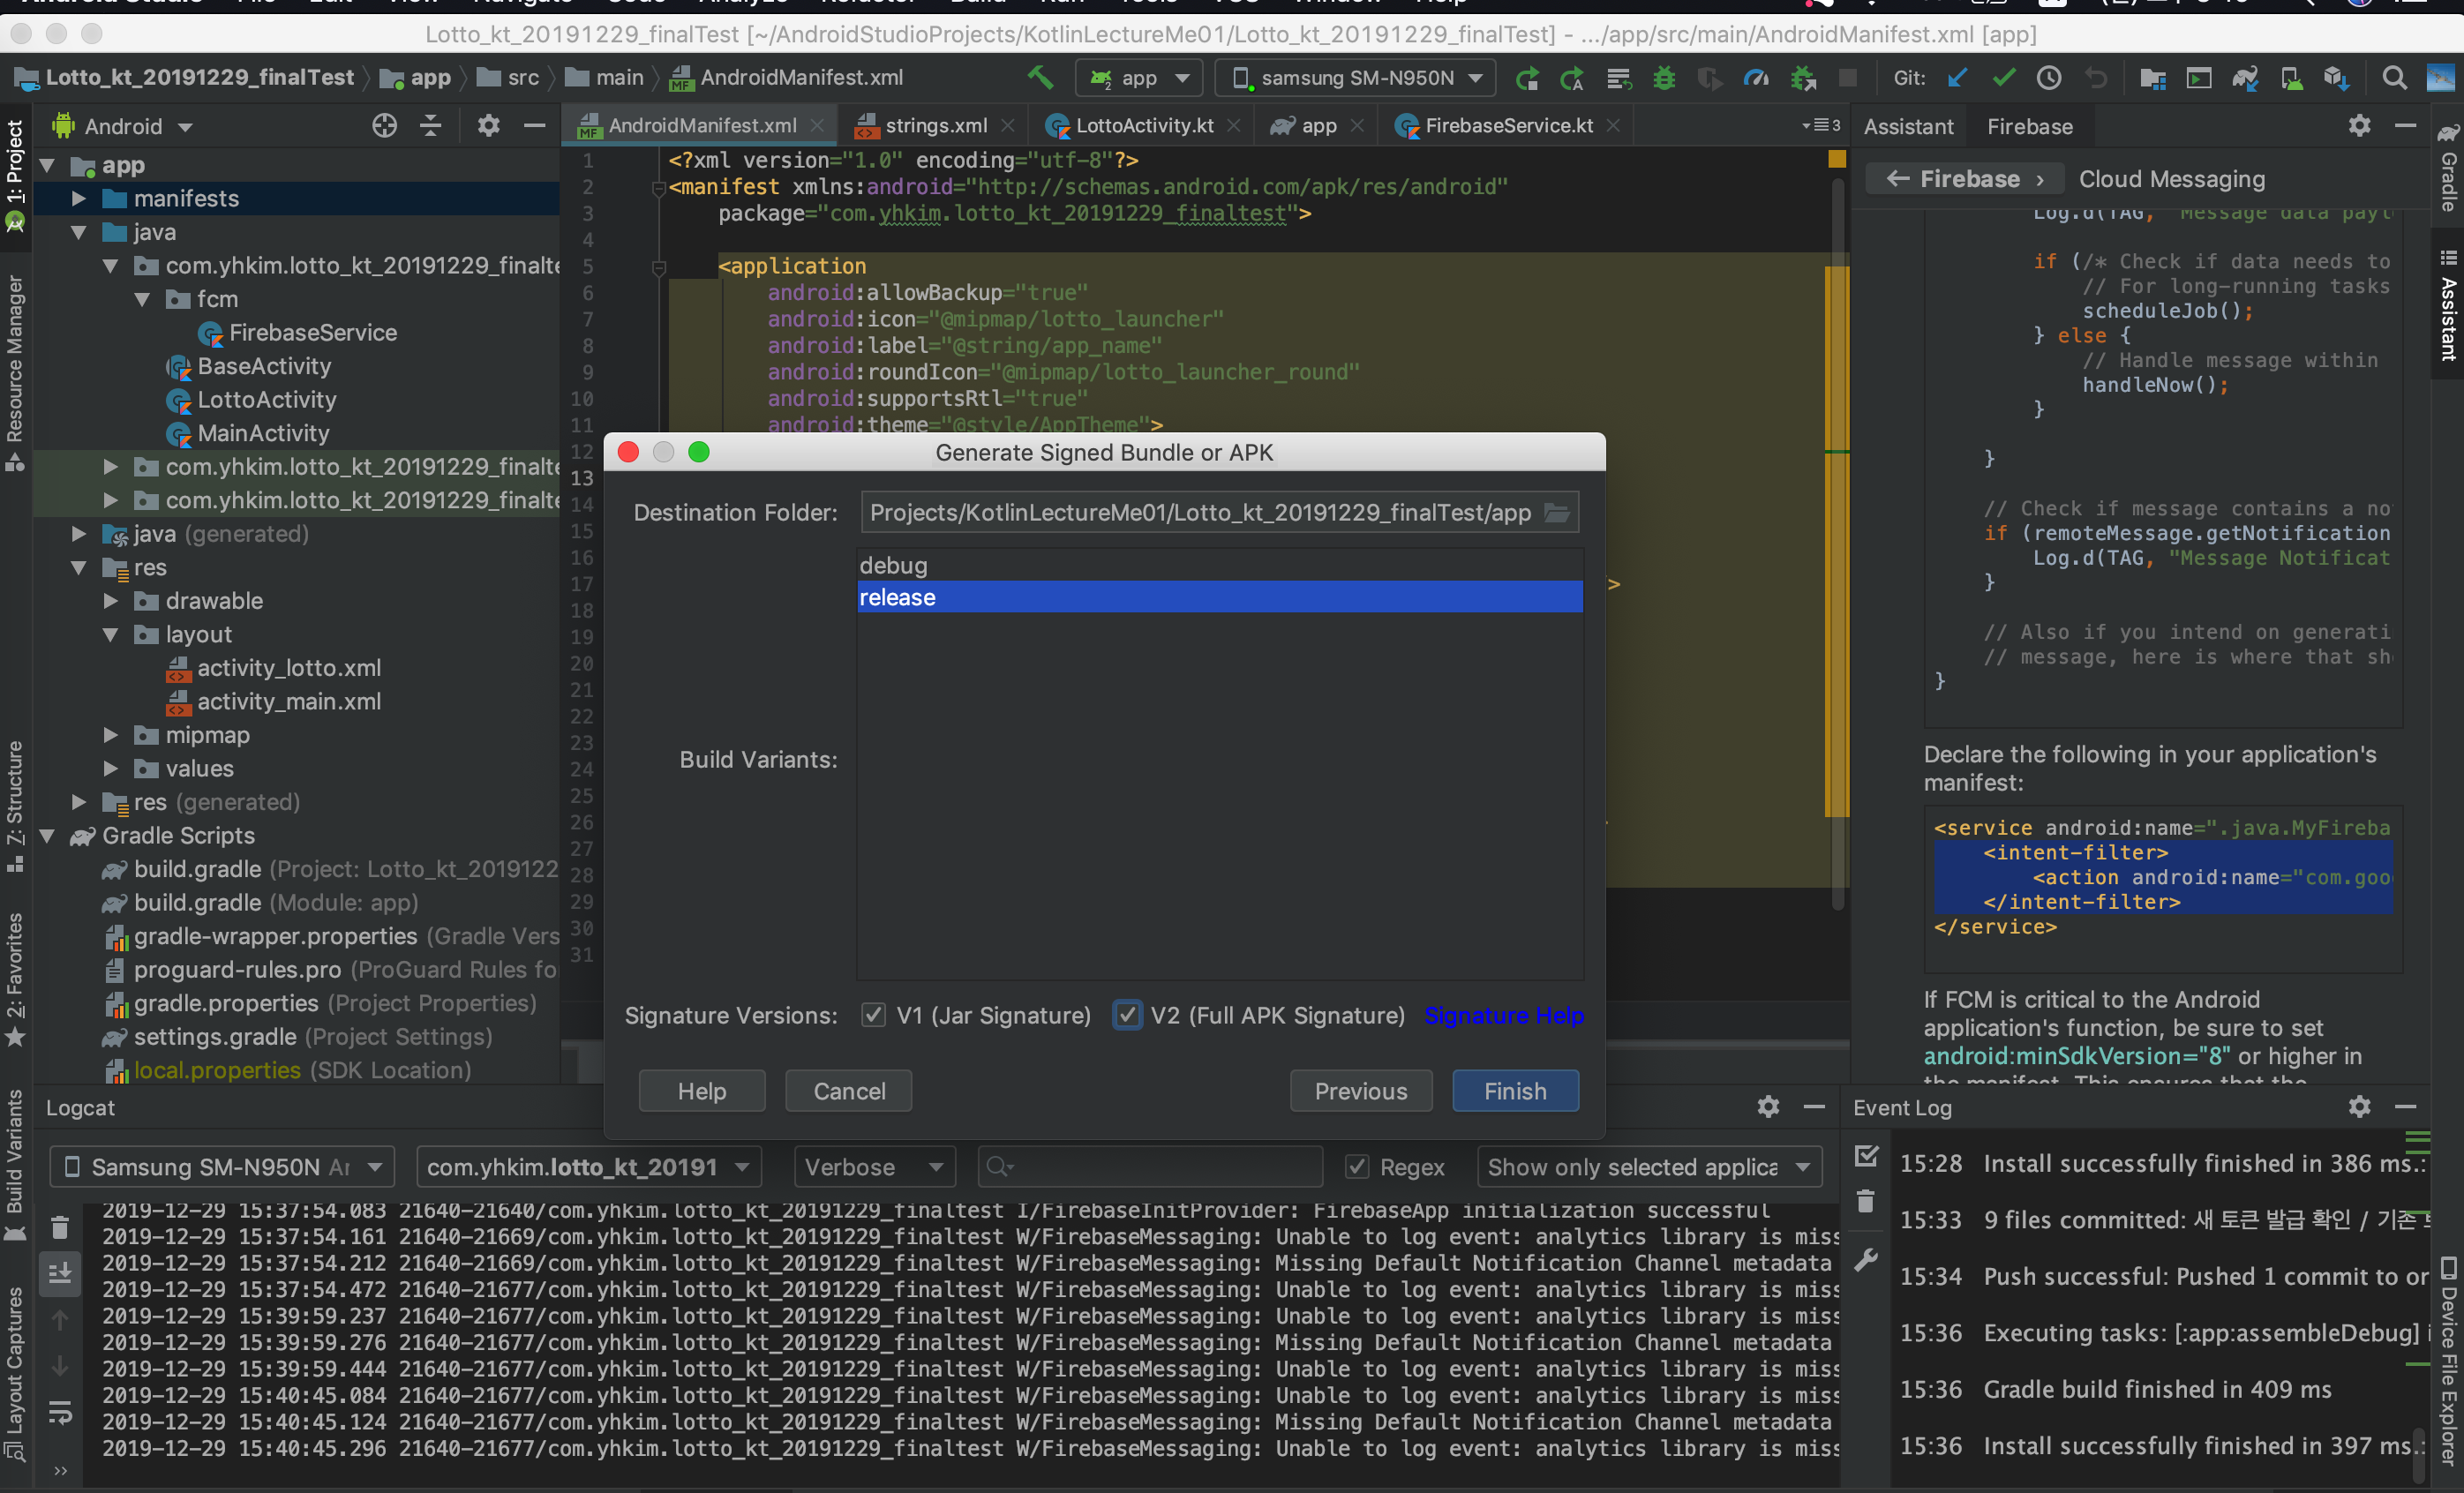 Lotto_kt_20191229_finalTest [~/AndroidStudioProjects/KotlinLectureMe01/Lotto_kt_20191229_finalTest] - .../app/src/main/AndroidManifest.xml [app]
Lotto_kt_20191229_finalTest app src main AndroidManifest.xml app samsung SM-N950N Git:
1: Project
Resource Manager
Z: Structure
2: Favorites
Build Variants
Layout Captures
Android
app
manifests
java
com.yhkim.lotto_kt_20191229_finalte
fcm
FirebaseService
BaseActivity
LottoActivity
MainActivity
com.yhkim.lotto_kt_20191229_finalte
com.yhkim.lotto_kt_20191229_finalte
java (generated)
res
drawable
layout
activity_lotto.xml
activity_main.xml
mipmap
values
res (generated)
Gradle Scripts
build.gradle (Project: Lotto_kt_2019122
build.gradle (Module: app)
gradle-wrapper.properties (Gradle Vers
proguard-rules.pro (ProGuard Rules fo
gradle.properties (Project Properties)
settings.gradle (Project Settings)
local.properties (SDK Location)
AndroidManifest.xml strings.xml LottoActivity.kt app FirebaseService.kt 3
1 <?xml version="1.0" encoding="utf-8"?>
2 <manifest xmlns:android="http://schemas.android.com/apk/res/android"
3 package="com.yhkim.lotto_kt_20191229_finaltest">
4
5 <application
6 android:allowBackup="true"
7 android:icon="@mipmap/lotto_launcher"
8 android:label="@string/app_name"
9 android:roundIcon="@mipmap/lotto_launcher_round"
10 android:supportsRtl="true"
11 android:theme="@style/AppTheme">
12
13
14
15
16
17 >
18
19
20
21
22
23
24
25
26
27
28
29
30
31
Generate Signed Bundle or APK
Destination Folder: Projects/KotlinLectureMe01/Lotto_kt_20191229_finalTest/app
debug
release
Build Variants:
Signature Versions: V1 (Jar Signature) V2 (Full APK Signature) Signature Help
Help Cancel Previous Finish
Assistant Firebase
Firebase › Cloud Messaging
Log.d(TAG, "Message data payl
if (/* Check if data needs to
// For long-running tasks
scheduleJob();
} else {
// Handle message within
handleNow();
}
}
// Check if message contains a no
if (remoteMessage.getNotification
Log.d(TAG, "Message Notificat
}
// Also if you intend on generati
// message, here is where that sh
}
Declare the following in your application's
manifest:
<service android:name=".java.MyFireba
<intent-filter>
<action android:name="com.goo
</intent-filter>
</service>
If FCM is critical to the Android
application's function, be sure to set
android:minSdkVersion="8" or higher in
the manifest. This ensures that the
Gradle
Assistant
Device File Explorer
Logcat
Samsung SM-N950N Ar com.yhkim.lotto_kt_20191 Verbose Regex Show only selected applica
2019-12-29 15:37:54.083 21640-21640/com.yhkim.lotto_kt_20191229_finaltest I/FirebaseInitProvider: FirebaseApp initialization successful
2019-12-29 15:37:54.161 21640-21669/com.yhkim.lotto_kt_20191229_finaltest W/FirebaseMessaging: Unable to log event: analytics library is miss
2019-12-29 15:37:54.212 21640-21669/com.yhkim.lotto_kt_20191229_finaltest W/FirebaseMessaging: Missing Default Notification Channel metadata
2019-12-29 15:37:54.472 21640-21677/com.yhkim.lotto_kt_20191229_finaltest W/FirebaseMessaging: Unable to log event: analytics library is miss
2019-12-29 15:39:59.237 21640-21677/com.yhkim.lotto_kt_20191229_finaltest W/FirebaseMessaging: Unable to log event: analytics library is miss
2019-12-29 15:39:59.276 21640-21677/com.yhkim.lotto_kt_20191229_finaltest W/FirebaseMessaging: Missing Default Notification Channel metadata
2019-12-29 15:39:59.444 21640-21677/com.yhkim.lotto_kt_20191229_finaltest W/FirebaseMessaging: Unable to log event: analytics library is miss
2019-12-29 15:40:45.084 21640-21677/com.yhkim.lotto_kt_20191229_finaltest W/FirebaseMessaging: Unable to log event: analytics library is miss
2019-12-29 15:40:45.124 21640-21677/com.yhkim.lotto_kt_20191229_finaltest W/FirebaseMessaging: Missing Default Notification Channel metadata
2019-12-29 15:40:45.296 21640-21677/com.yhkim.lotto_kt_20191229_finaltest W/FirebaseMessaging: Unable to log event: analytics library is miss
Event Log
15:28 Install successfully finished in 386 ms.:
15:33 9 files committed: 새 토큰 발급 확인 / 기존
15:34 Push successful: Pushed 1 commit to or
15:36 Executing tasks: [:app:assembleDebug] i
15:36 Gradle build finished in 409 ms
15:36 Install successfully finished in 397 ms.: